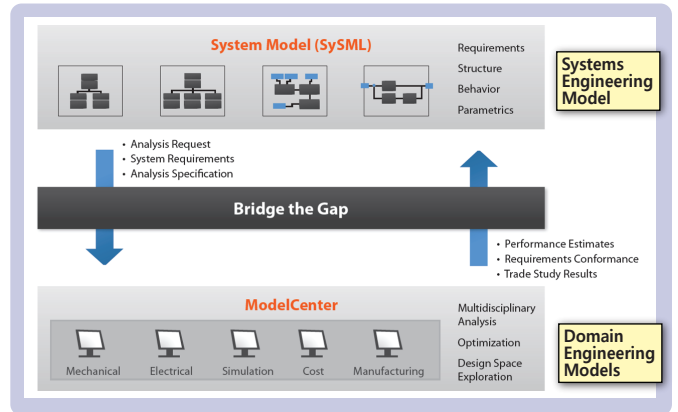 System Model (SySML)
Requirements
Structure
Behavior
Parametrics
Systems
Engineering
Model
• Analysis Request
• System Requirements
• Analysis Specification
Bridge the Gap
• Performance Estimates
• Requirements Conformance
• Trade Study Results
ModelCenter
Mechanical
Electrical
Simulation
Cost
Manufacturing
Multidisciplinary
Analysis
Optimization
Design Space
Exploration
Domain
Engineering
Models